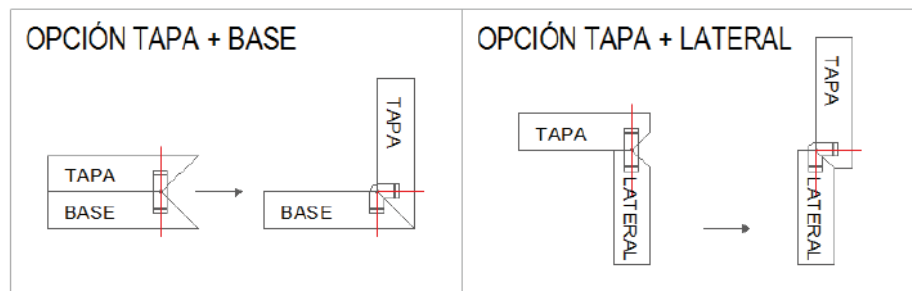 OPCIÓN TAPA + BASE
TAPA
BASE
TAPA
BASE
OPCIÓN TAPA + LATERAL
TAPA
LATERAL
TAPA
LATERAL